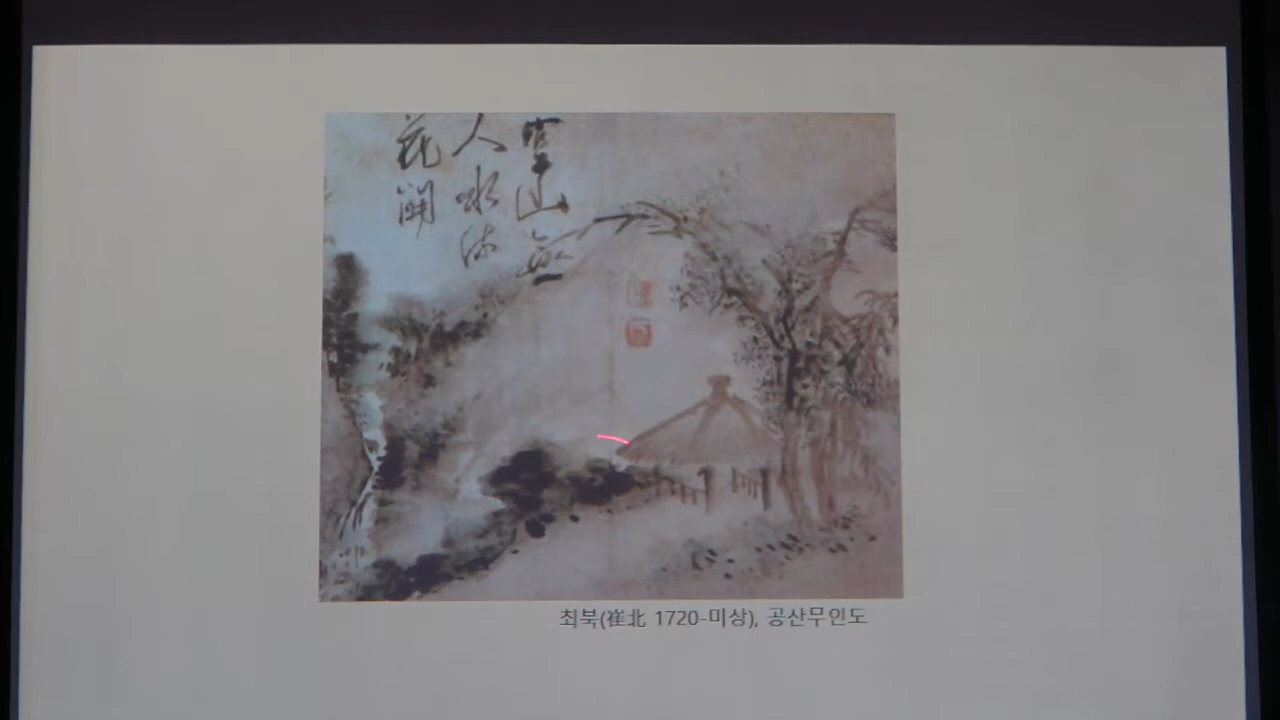 空山無
人水流
花開
최북(崔北 1720-미상), 공산무인도